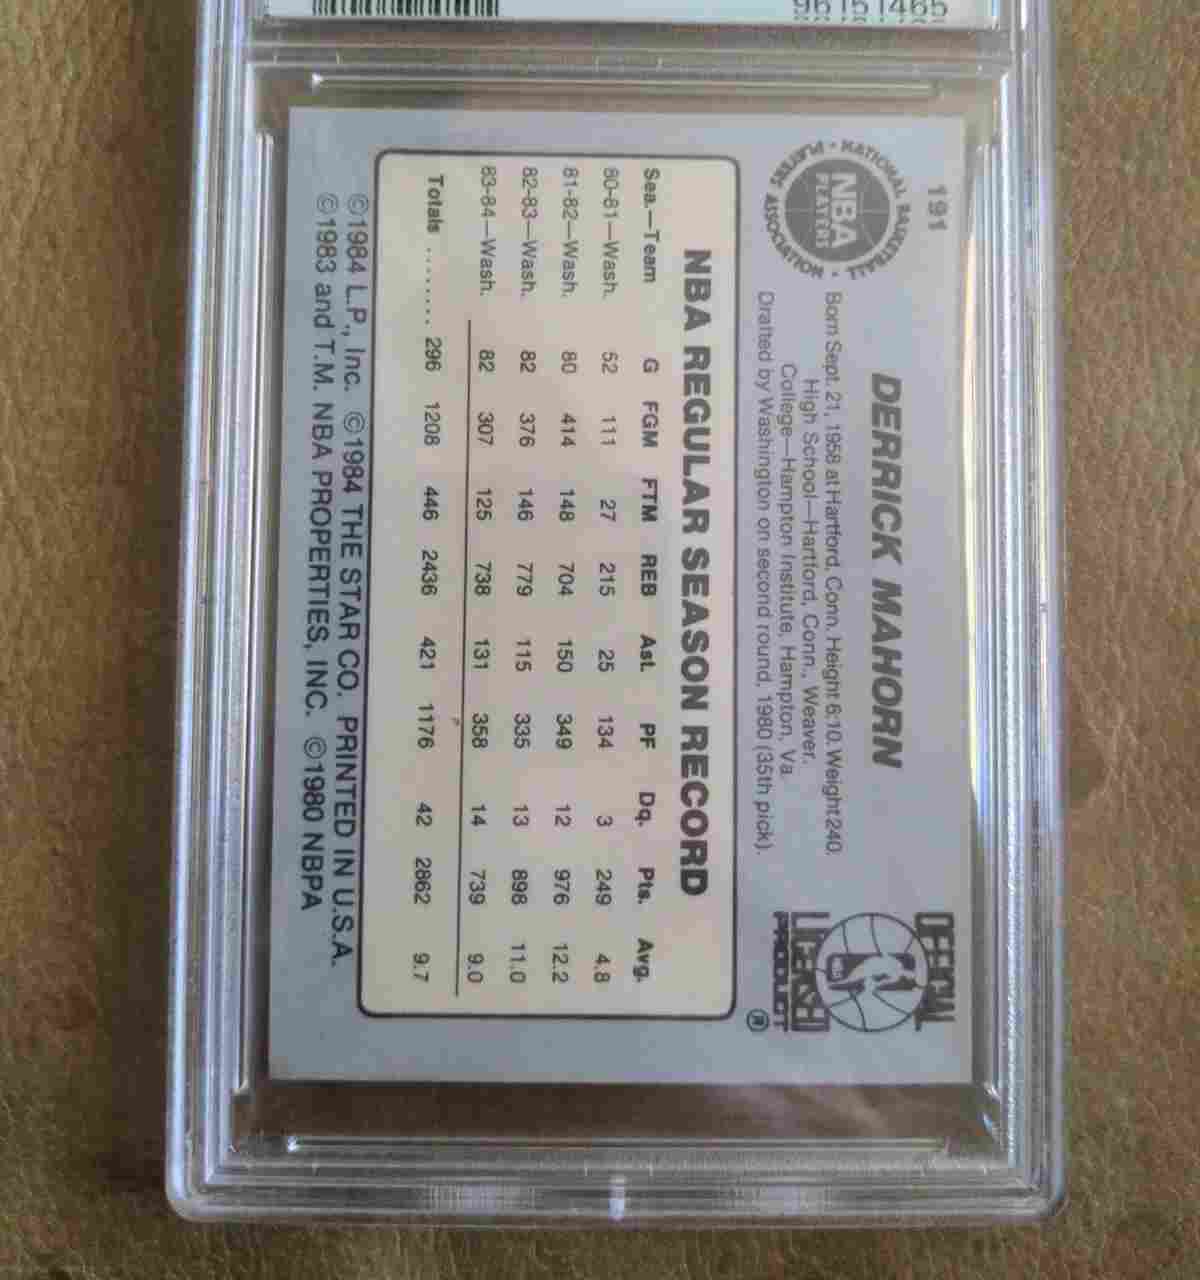 96151465
191
NATIONAL BASKETBALL ASSOCIATION
NBA
PLAYERS
DERRICK MAHORN
Born Sept. 21, 1958 at Hartford, Conn. Height 6:10. Weight 240.
High School—Hartford, Conn., Weaver.
College—Hampton Institute, Hampton, Va.
Drafted by Washington on second round, 1980 (35th pick).
OFFICIAL
NBA
LICENSED
PRODUCT
®
NBA REGULAR SEASON RECORD
Sea.—Team G FGM FTM REB Ast. PF Dq. Pts. Avg.
80-81—Wash. 52 111 27 215 25 134 3 249 4.8
81-82—Wash. 80 414 148 704 150 349 12 976 12.2
82-83—Wash. 82 376 146 779 115 335 13 898 11.0
83-84—Wash. 82 307 125 738 131 358 14 739 9.0
Totals ........ 296 1208 446 2436 421 1176 42 2862 9.7
©1984 L.P., Inc. ©1984 THE STAR CO. PRINTED IN U.S.A.
©1983 and T.M. NBA PROPERTIES, INC. ©1980 NBPA